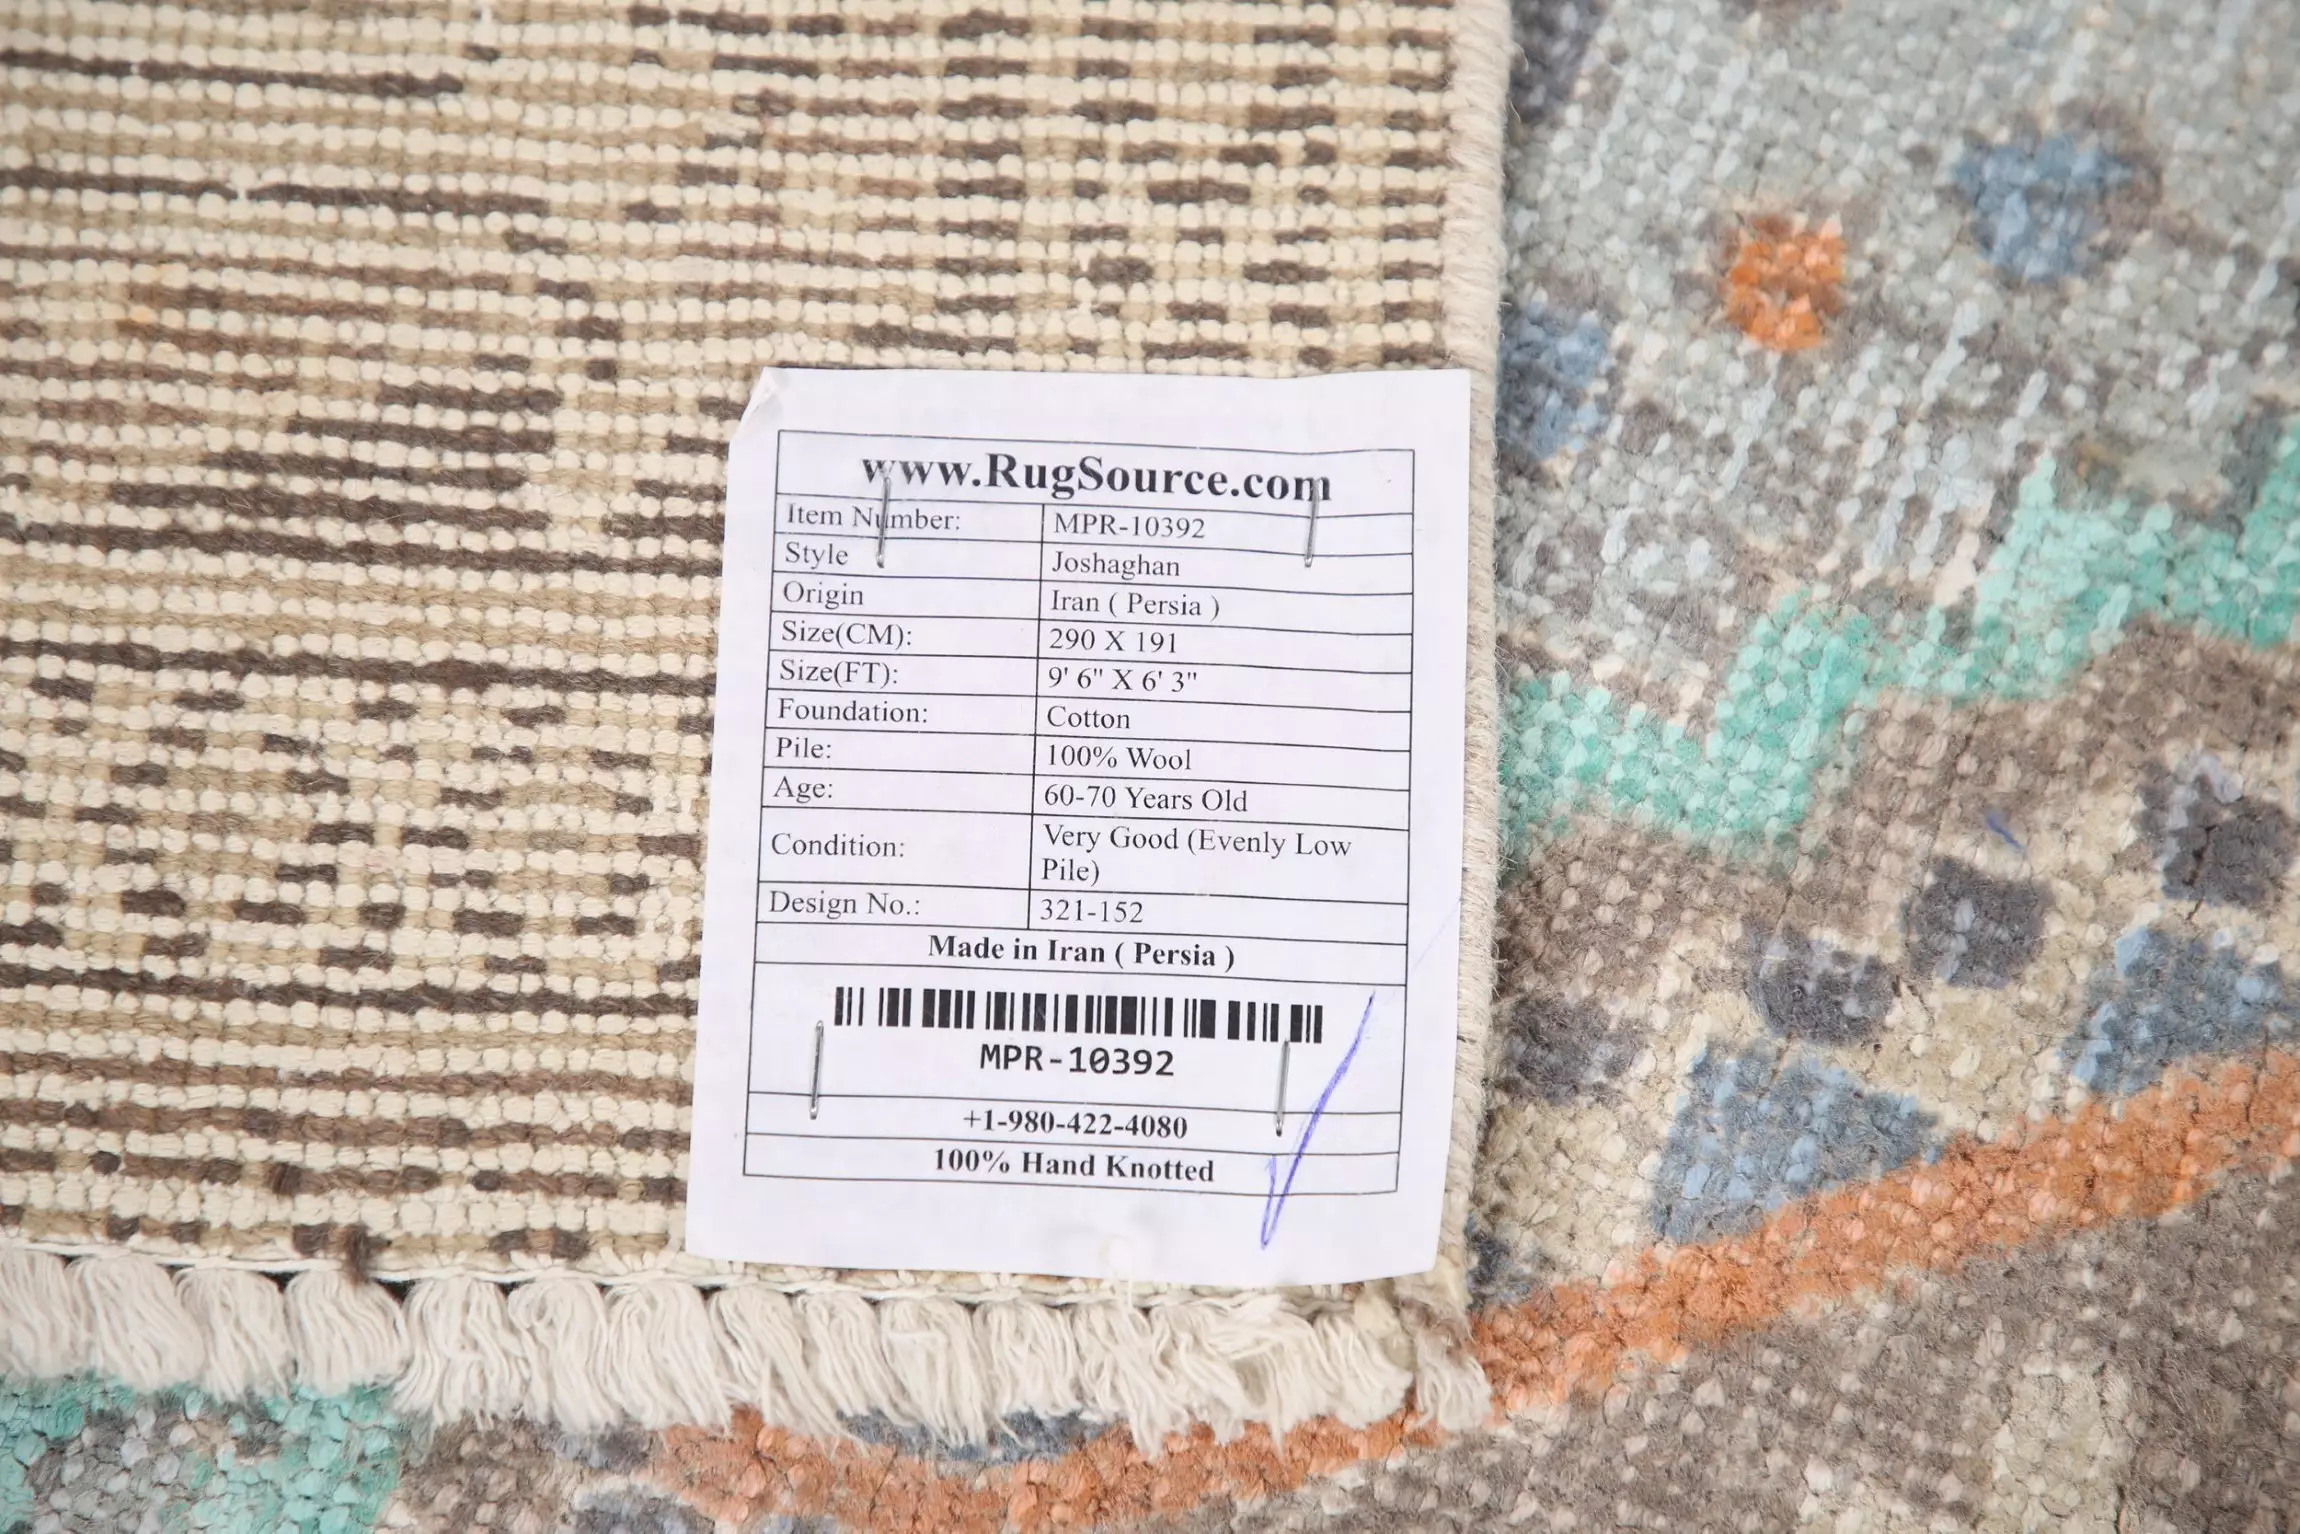 www.RugSource.com
Item Number: MPR-10392
Style Joshaghan
Origin Iran ( Persia )
Size(CM): 290 X 191
Size(FT): 9' 6" X 6' 3"
Foundation: Cotton
Pile: 100% Wool
Age: 60-70 Years Old
Condition: Very Good (Evenly Low
Pile)
Design No.: 321-152
Made in Iran ( Persia )
MPR-10392
+1-980-422-4080
100% Hand Knotted